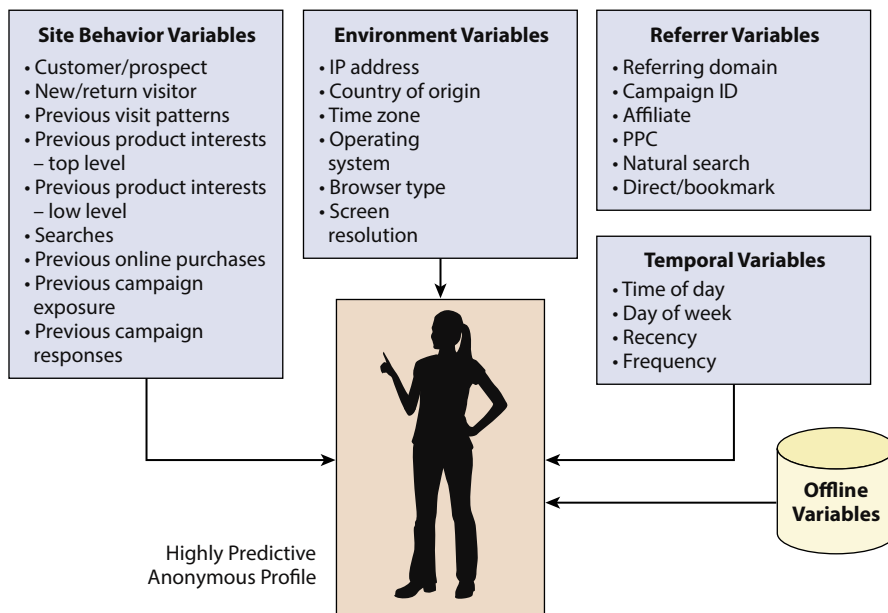 Site Behavior Variables
• Customer/prospect
• New/return visitor
• Previous visit patterns
• Previous product interests
– top level
• Previous product interests
– low level
• Searches
• Previous online purchases
• Previous campaign
exposure
• Previous campaign
responses
Environment Variables
• IP address
• Country of origin
• Time zone
• Operating
system
• Browser type
• Screen
resolution
Referrer Variables
• Referring domain
• Campaign ID
• Affiliate
• PPC
• Natural search
• Direct/bookmark
Temporal Variables
• Time of day
• Day of week
• Recency
• Frequency
Offline
Variables
Highly Predictive
Anonymous Profile